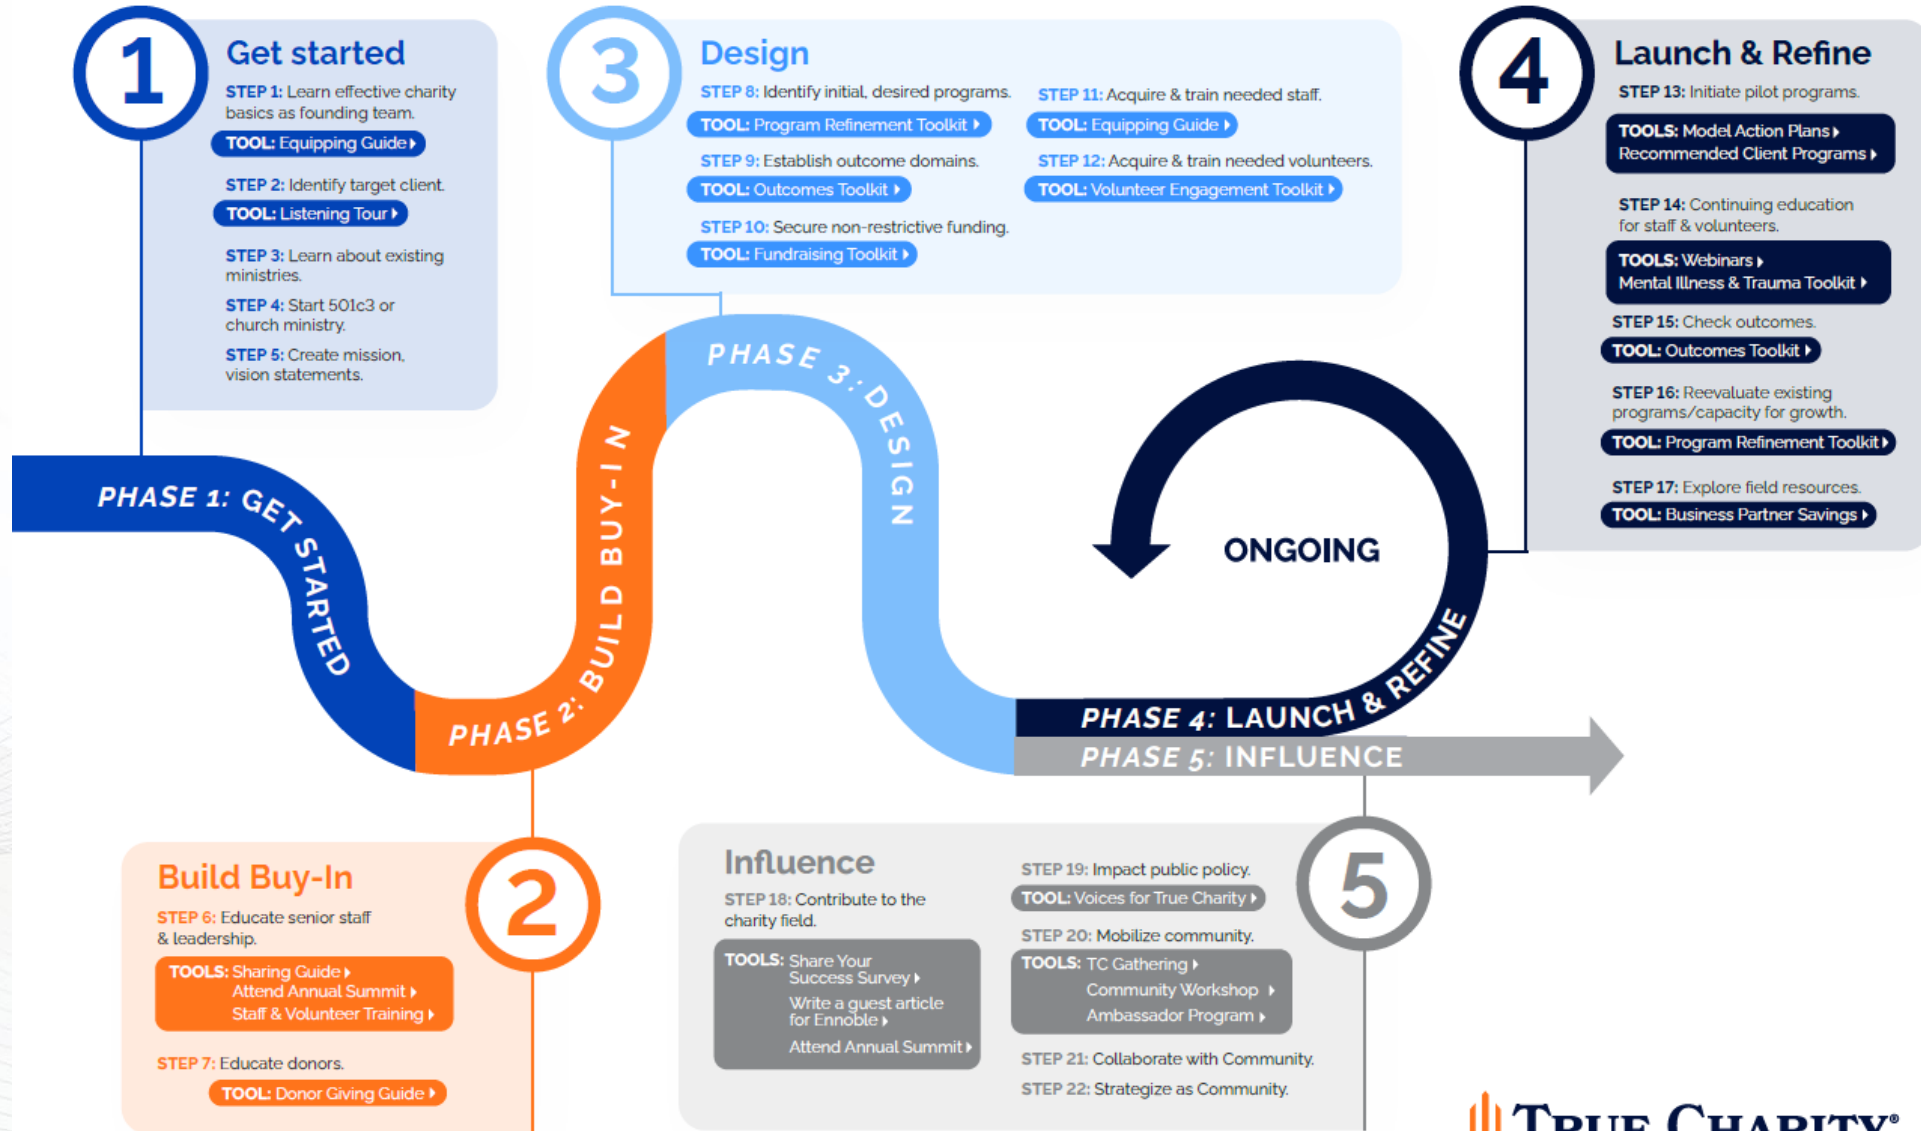 1
Get started
STEP 1: Learn effective charity
basics as founding team.
TOOL: Equipping Guide
STEP 2: Identify target client.
TOOL: Listening Tour
STEP 3: Learn about existing
ministries.
STEP 4: Start 501c3 or
church ministry.
STEP 5: Create mission,
vision statements.
3
Design
STEP 8: Identify initial, desired programs.
TOOL: Program Refinement Toolkit
STEP 9: Establish outcome domains.
TOOL: Outcomes Toolkit
STEP 10: Secure non-restrictive funding.
TOOL: Fundraising Toolkit
STEP 11: Acquire & train needed staff.
TOOL: Equipping Guide
STEP 12: Acquire & train needed volunteers.
TOOL: Volunteer Engagement Toolkit
4
Launch & Refine
STEP 13: Initiate pilot programs.
TOOLS: Model Action Plans
Recommended Client Programs
STEP 14: Continuing education
for staff & volunteers.
TOOLS: Webinars
Mental Illness & Trauma Toolkit
STEP 15: Check outcomes.
TOOL: Outcomes Toolkit
STEP 16: Reevaluate existing
programs/capacity for growth.
TOOL: Program Refinement Toolkit
STEP 17: Explore field resources.
TOOL: Business Partner Savings
PHASE 1: GET STARTED
PHASE 2: BUILD BUY-IN
PHASE 3: DESIGN
ONGOING
PHASE 4: LAUNCH & REFINE
PHASE 5: INFLUENCE
Build Buy-In
2
STEP 6: Educate senior staff
& leadership.
TOOLS: Sharing Guide
Attend Annual Summit
Staff & Volunteer Training
STEP 7: Educate donors.
TOOL: Donor Giving Guide
Influence
5
STEP 18: Contribute to the
charity field.
TOOLS: Share Your
Success Survey
Write a guest article
for Ennoble
Attend Annual Summit
STEP 19: Impact public policy.
TOOL: Voices for True Charity
STEP 20: Mobilize community.
TOOLS: TC Gathering
Community Workshop
Ambassador Program
STEP 21: Collaborate with Community.
STEP 22: Strategize as Community.
TRUE CHARITY®